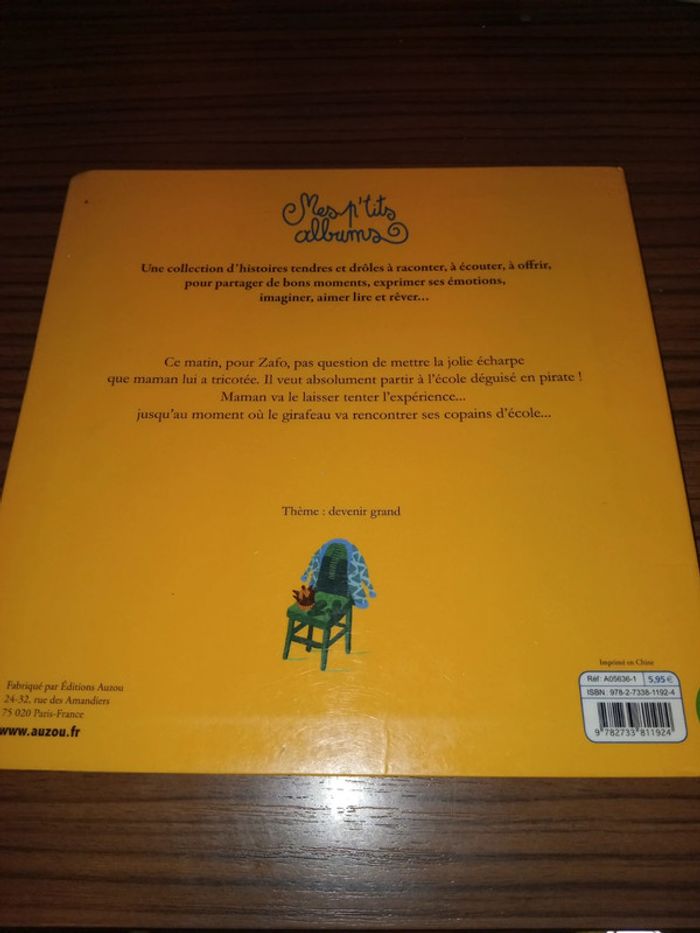 Mes p'tits
albums
Une collection d'histoires tendres et drôles à raconter, à écouter, à offrir,
pour partager de bons moments, exprimer ses émotions,
imaginer, aimer lire et rêver...
Ce matin, pour Zafo, pas question de mettre la jolie écharpe
que maman lui a tricotée. Il veut absolument partir à l'école déguisé en pirate !
Maman va le laisser tenter l'expérience...
jusqu'au moment où le girafeau va rencontrer ses copains d'école...
Thème : devenir grand
Fabriqué par Éditions Auzou
24-32, rue des Amandiers
75 020 Paris-France
www.auzou.fr
Imprimé en Chine
Réf: A05636-1 5,95 €
ISBN: 978-2-7338-1192-4
9 782733 811924